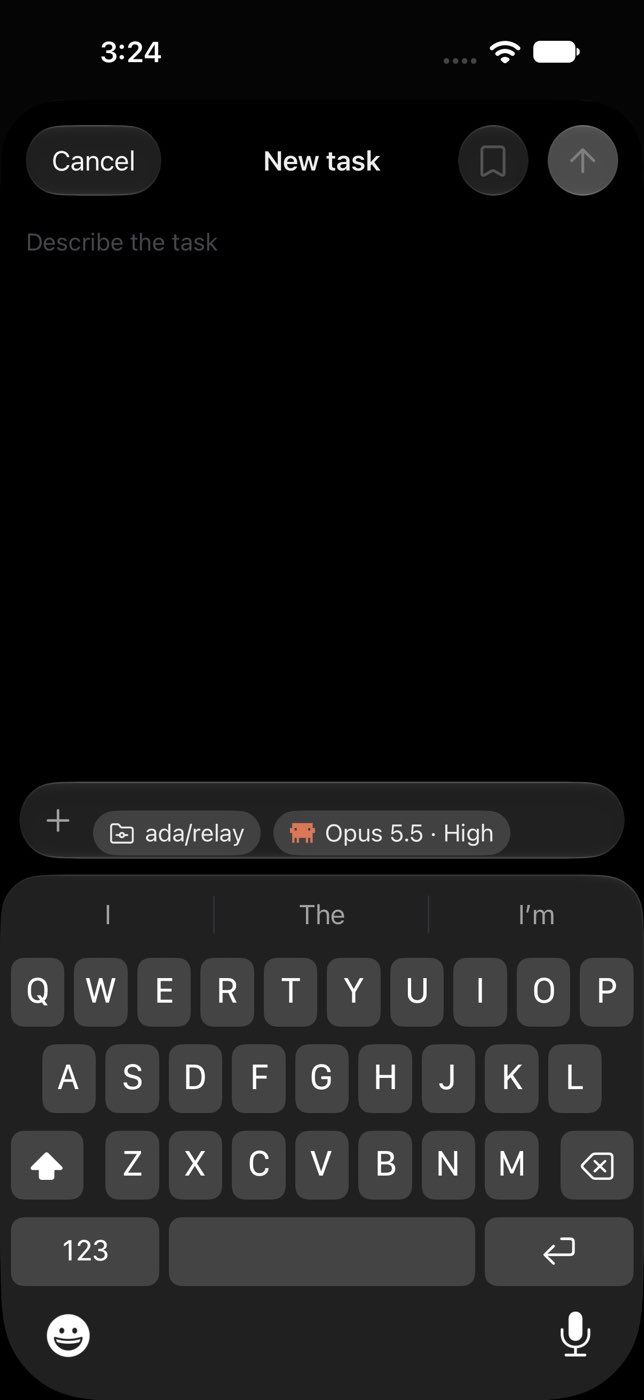 3:24
Cancel New task
Describe the task
ada/relay Opus 5.5 · High
I The I’m
Q W E R T Y U I O P
A S D F G H J K L
Z X C V B N M
123